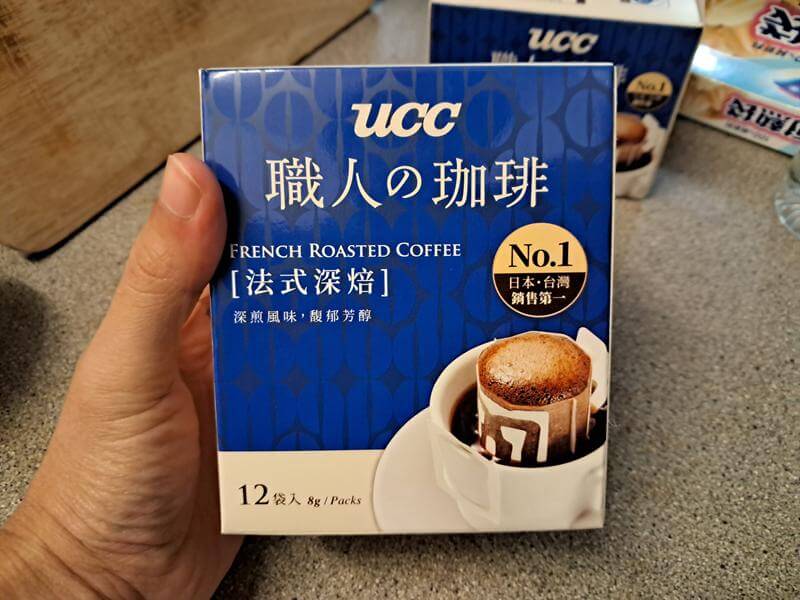 ucc
職人の珈琲
FRENCH ROASTED COFFEE
[法式深焙]
深煎風味,馥郁芳醇
No.1
日本・台灣
銷售第一
12袋入 8g / Packs
ucc
No.1